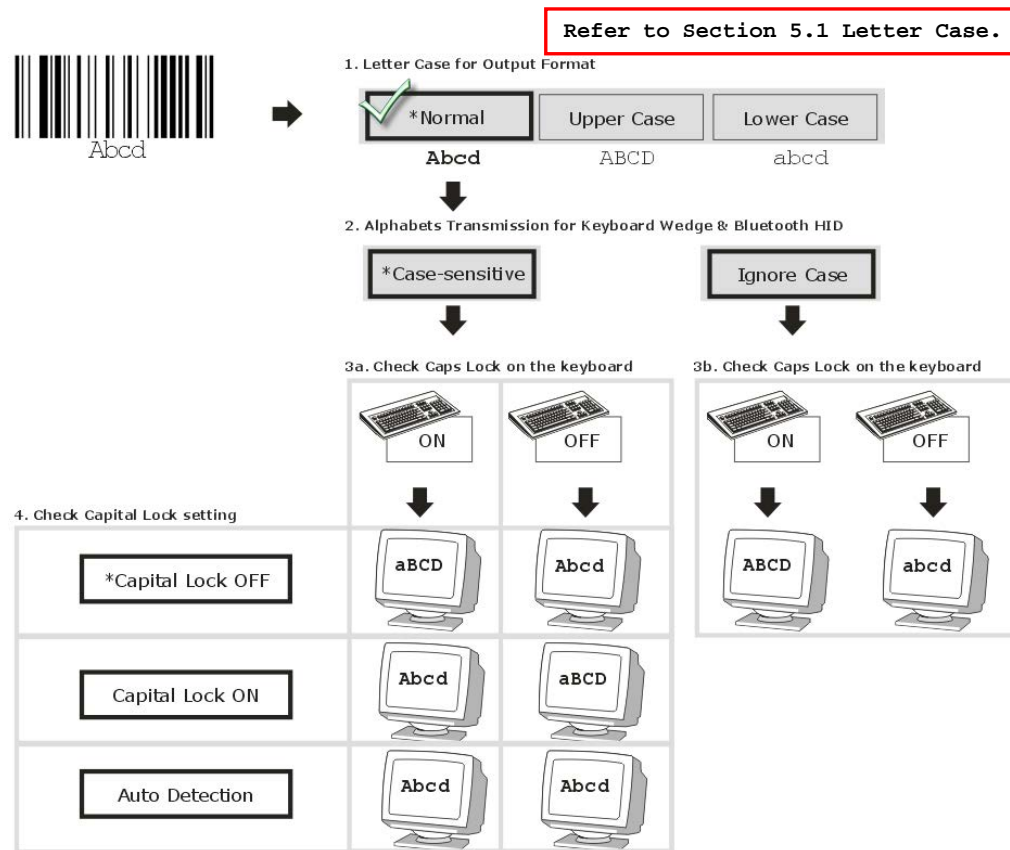 Refer to Section 5.1 Letter Case.
1. Letter Case for Output Format
Abcd
*Normal Upper Case Lower Case
Abcd ABCD abcd
2. Alphabets Transmission for Keyboard Wedge & Bluetooth HID
*Case-sensitive Ignore Case
3a. Check Caps Lock on the keyboard 3b. Check Caps Lock on the keyboard
ON OFF ON OFF
4. Check Capital Lock setting
*Capital Lock OFF aBCD Abcd ABCD abcd
Capital Lock ON Abcd aBCD
Auto Detection Abcd Abcd